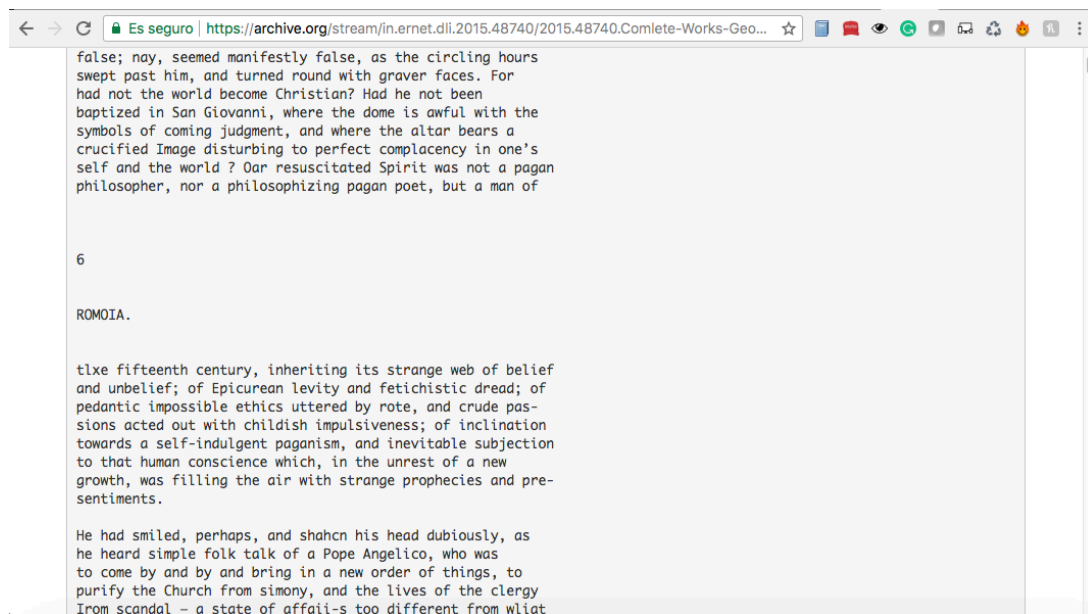 Es seguro | https://archive.org/stream/in.ernet.dli.2015.48740/2015.48740.Comlete-Works-Geo...
false; nay, seemed manifestly false, as the circling hours
swept past him, and turned round with graver faces. For
had not the world become Christian? Had he not been
baptized in San Giovanni, where the dome is awful with the
symbols of coming judgment, and where the altar bears a
crucified Image disturbing to perfect complacency in one's
self and the world ? Oar resuscitated Spirit was not a pagan
philosopher, nor a philosophizing pagan poet, but a man of
6
ROMOIA.
tlxe fifteenth century, inheriting its strange web of belief
and unbelief; of Epicurean levity and fetichistic dread; of
pedantic impossible ethics uttered by rote, and crude pas-
sions acted out with childish impulsiveness; of inclination
towards a self-indulgent paganism, and inevitable subjection
to that human conscience which, in the unrest of a new
growth, was filling the air with strange prophecies and pre-
sentiments.
He had smiled, perhaps, and shahcn his head dubiously, as
he heard simple folk talk of a Pope Angelico, who was
to come by and by and bring in a new order of things, to
purify the Church from simony, and the lives of the clergy
Irom scandal — a state of affaii-s too different from wliat